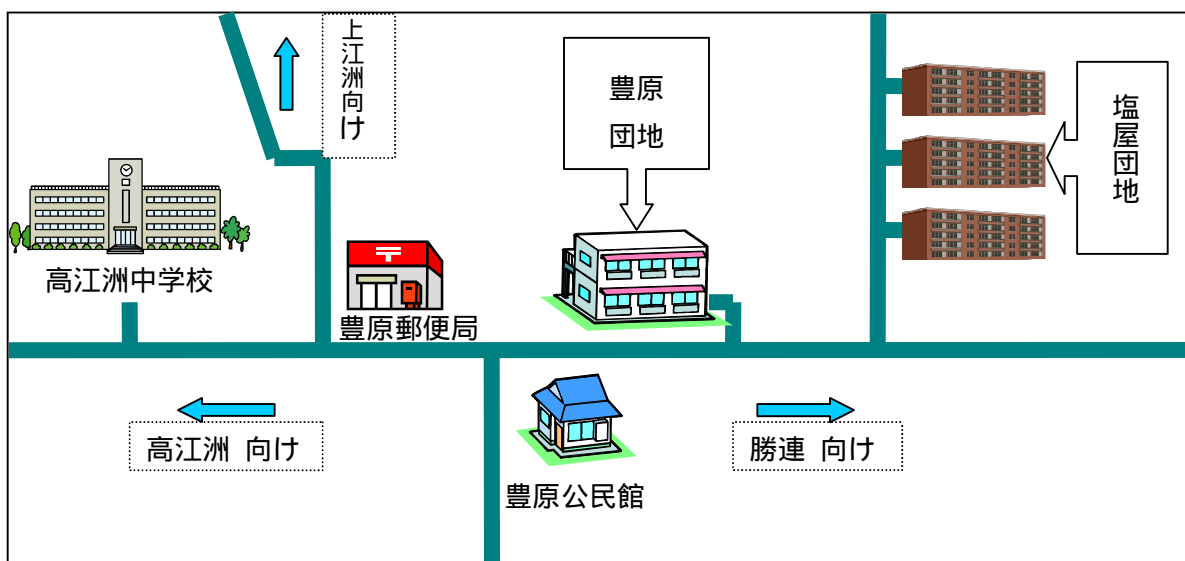 上江洲向け
豊原
団地
塩屋団地
高江洲中学校
豊原郵便局
高江洲 向け
勝連 向け
豊原公民館